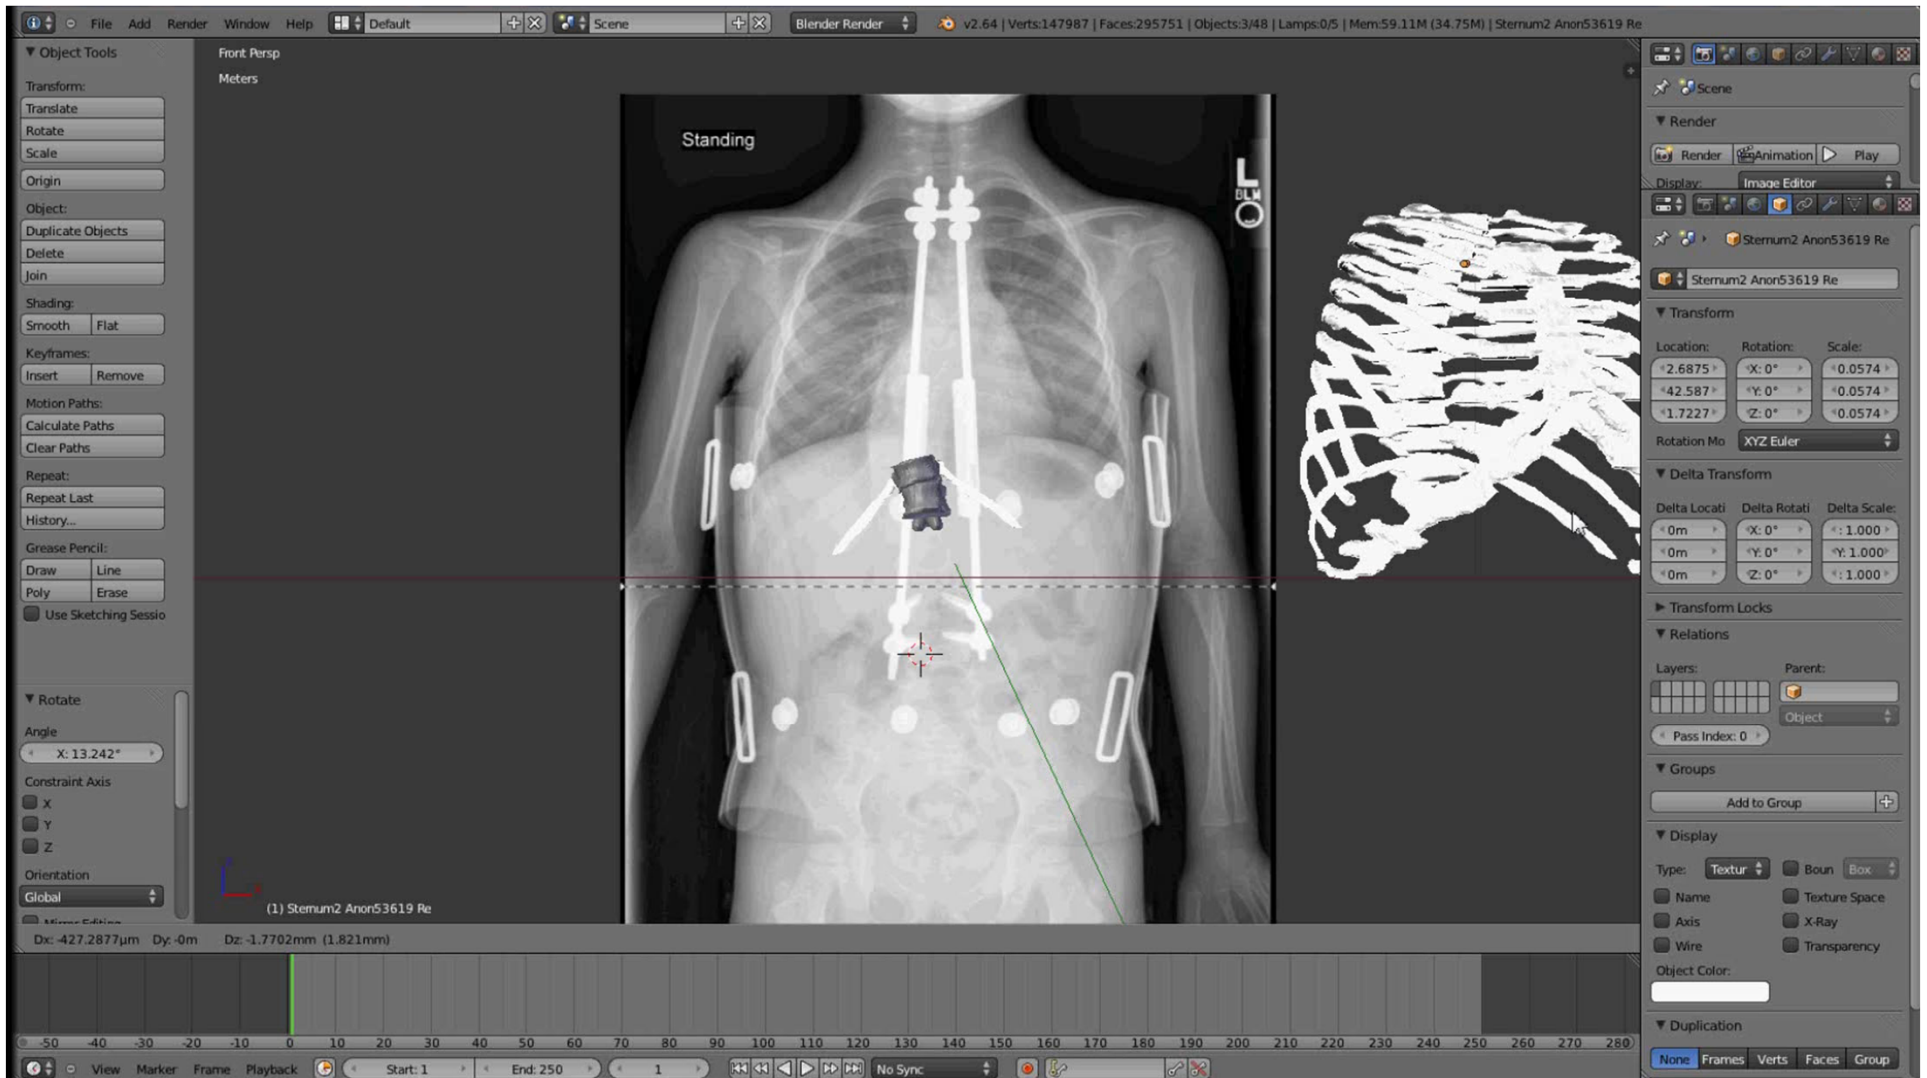 File Add Render Window Help Default Scene Blender Render v2.64 | Verts:147987 | Faces:295751 | Objects:3/48 | Lamps:0/5 | Mem:59.11M (34.75M) | Sternum2 Anon53619 Re
Object Tools
Transform:
Translate
Rotate
Scale
Origin
Object:
Duplicate Objects
Delete
Join
Shading:
Smooth Flat
Keyframes:
Insert Remove
Motion Paths:
Calculate Paths
Clear Paths
Repeat:
Repeat Last
History...
Grease Pencil:
Draw Line
Poly Erase
Use Sketching Sessio
Rotate
Angle
X: 13.242°
Constraint Axis
X
Y
Z
Orientation
Global
Mirror Editing
Front Persp
Meters
Standing
L
BLM
(1) Sternum2 Anon53619 Re
Dx: -427.2877µm Dy: -0m Dz: -1.7702mm (1.821mm)
Scene
Render
Render Animation Play
Display: Image Editor
Sternum2 Anon53619 Re
Sternum2 Anon53619 Re
Transform
Location: Rotation: Scale:
2.6875 X: 0° 0.0574
42.587 Y: 0° 0.0574
1.7227 Z: 0° 0.0574
Rotation Mo XYZ Euler
Delta Transform
Delta Locati Delta Rotati Delta Scale:
0m X: 0° : 1.000
0m Y: 0° Y: 1.000
0m Z: 0° : 1.000
Transform Locks
Relations
Layers: Parent:
Object
Pass Index: 0
Groups
Add to Group
Display
Type: Textur Boun Box
Name Texture Space
Axis X-Ray
Wire Transparency
Object Color:
Duplication
None Frames Verts Faces Group
-50 -40 -30 -20 -10 0 10 20 30 40 50 60 70 80 90 100 110 120 130 140 150 160 170 180 190 200 210 220 230 240 250 260 270 280
View Marker Frame Playback Start: 1 End: 250 1 No Sync